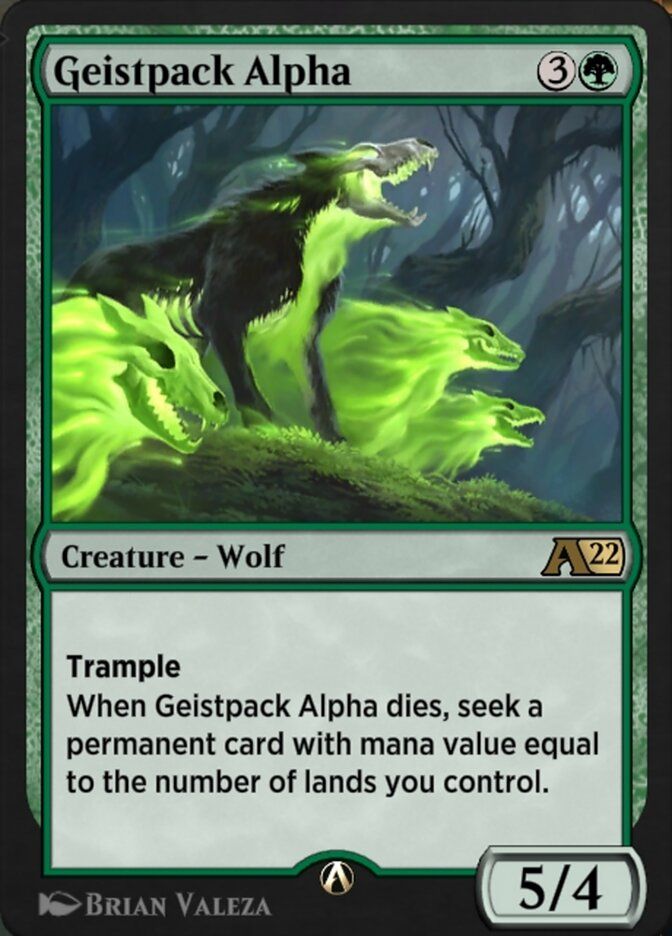 Geistpack Alpha 3
Creature – Wolf A22
Trample
When Geistpack Alpha dies, seek a
permanent card with mana value equal
to the number of lands you control.
5/4
Brian Valeza